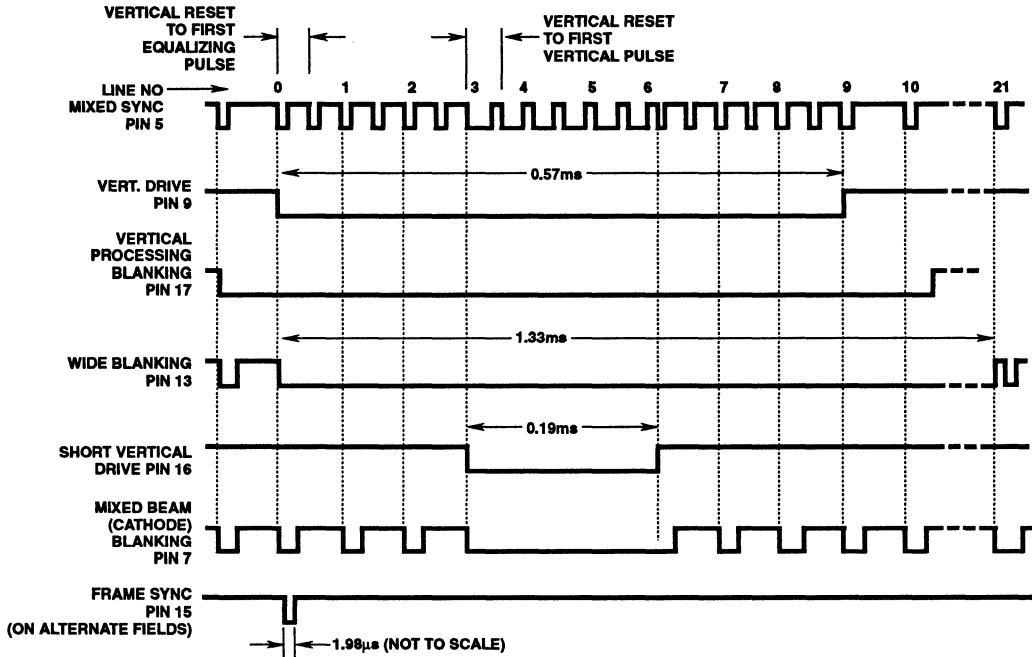 VERTICAL RESET
TO FIRST
EQUALIZING
PULSE
VERTICAL RESET
TO FIRST
VERTICAL PULSE
LINE NO
0 1 2 3 4 5 6 7 8 9 10 21
MIXED SYNC
PIN 5
0.57ms
VERT. DRIVE
PIN 9
VERTICAL
PROCESSING
BLANKING
PIN 17
1.33ms
WIDE BLANKING
PIN 13
0.19ms
SHORT VERTICAL
DRIVE PIN 16
MIXED BEAM
(CATHODE)
BLANKING
PIN 7
FRAME SYNC
PIN 15
(ON ALTERNATE FIELDS)
1.98µs (NOT TO SCALE)